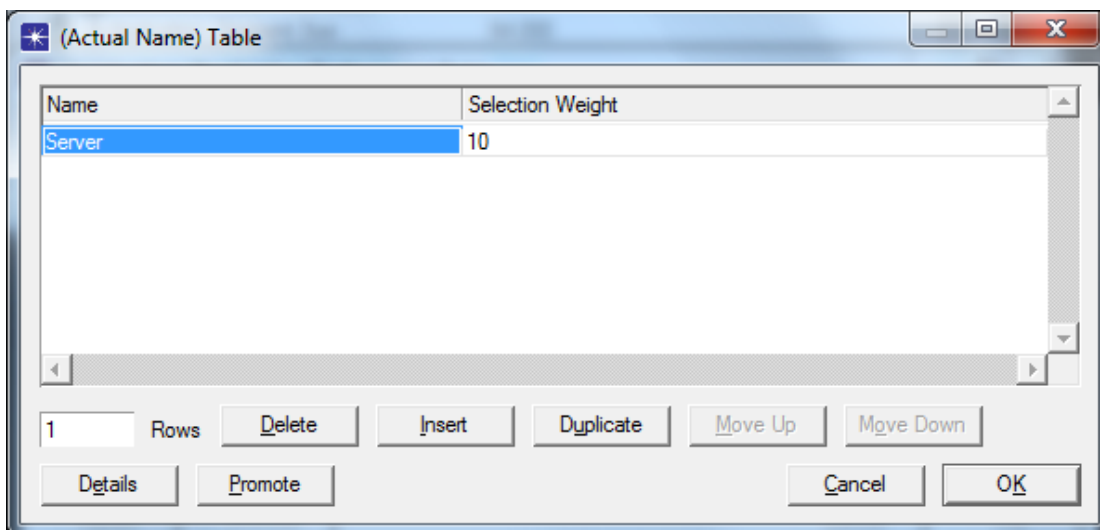 (Actual Name) Table
Name Selection Weight
Server 10
1 Rows Delete Insert Duplicate Move Up Move Down
Details Promote Cancel OK